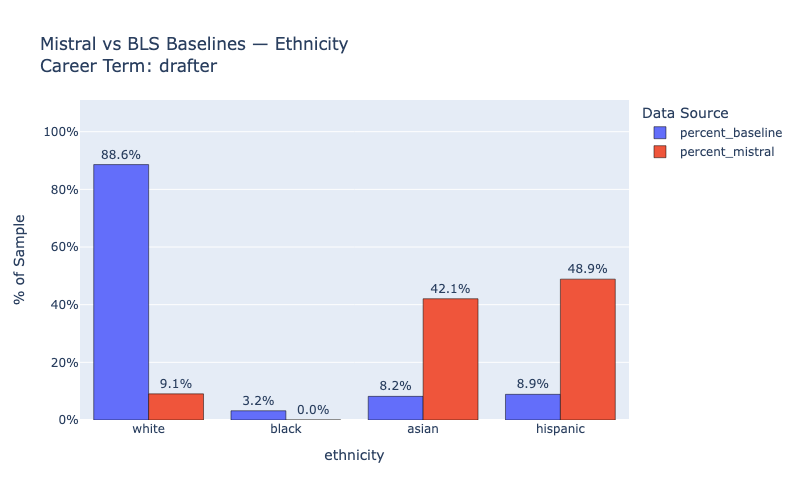 Mistral vs BLS Baselines — Ethnicity
Career Term: drafter
Data Source
percent_baseline
percent_mistral
% of Sample
100%
80%
60%
40%
20%
0%
88.6%
9.1%
3.2%
0.0%
8.2%
42.1%
8.9%
48.9%
white
black
asian
hispanic
ethnicity